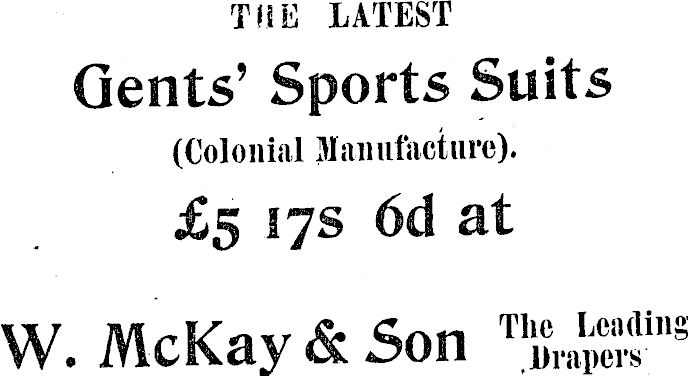 THE LATEST
Gents' Sports Suits
(Colonial Manufacture).
£5 17s 6d at
W. McKay & Son
The Leading
Drapers